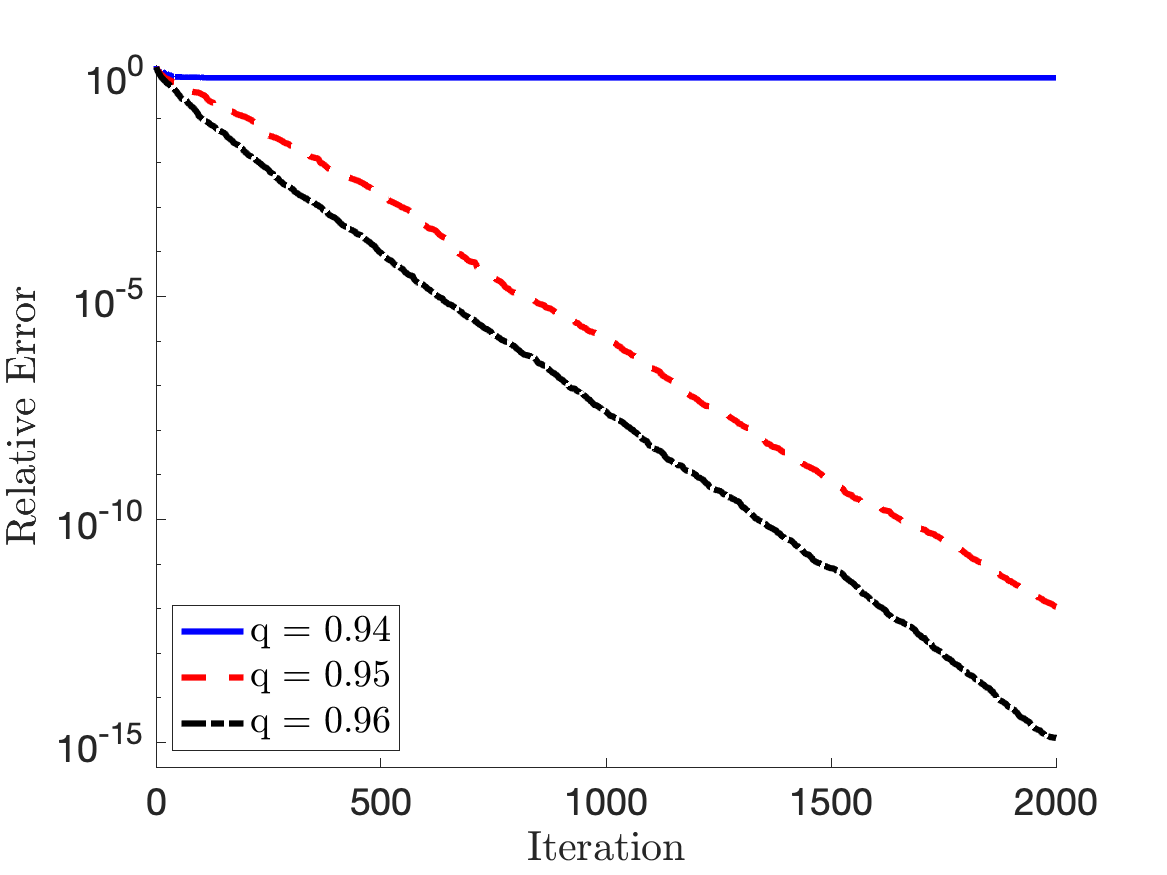 10^0
10^-5
10^-10
10^-15
Relative Error
q = 0.94
q = 0.95
q = 0.96
0 500 1000 1500 2000
Iteration